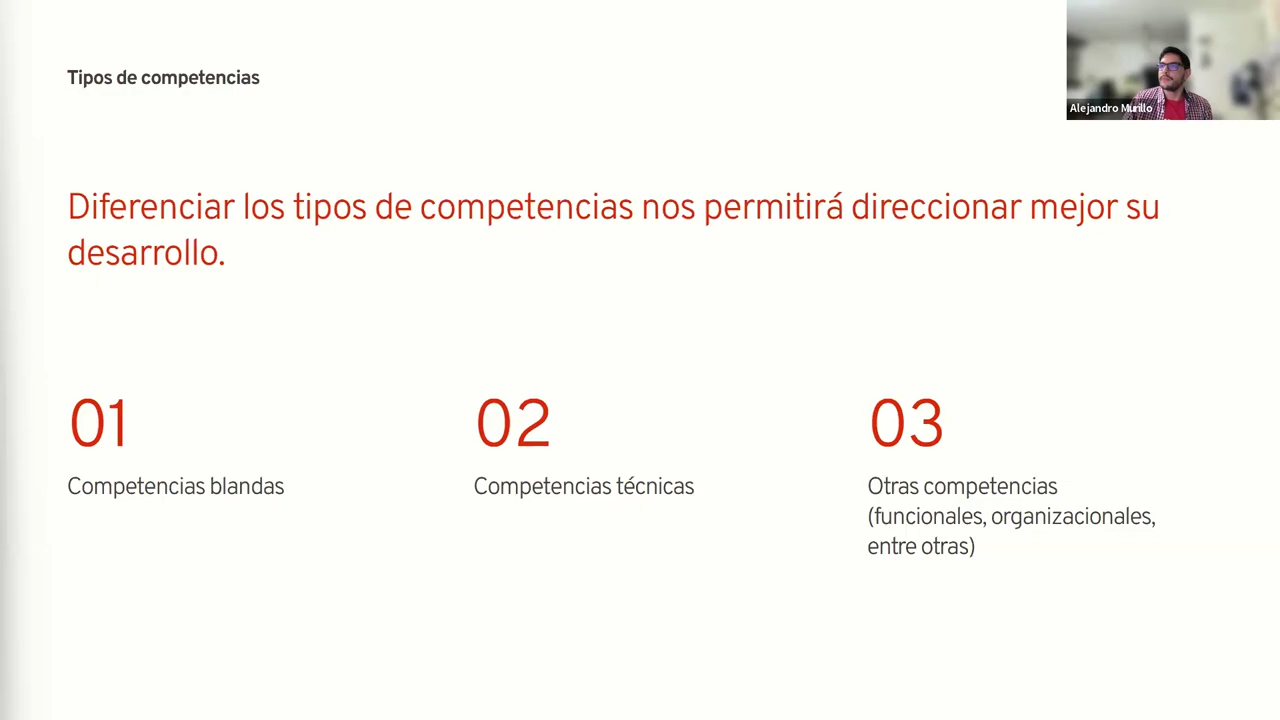 Tipos de competencias
Alejandro Murillo
Diferenciar los tipos de competencias nos permitirá direccionar mejor su
desarrollo.
01
Competencias blandas
02
Competencias técnicas
03
Otras competencias
(funcionales, organizacionales,
entre otras)